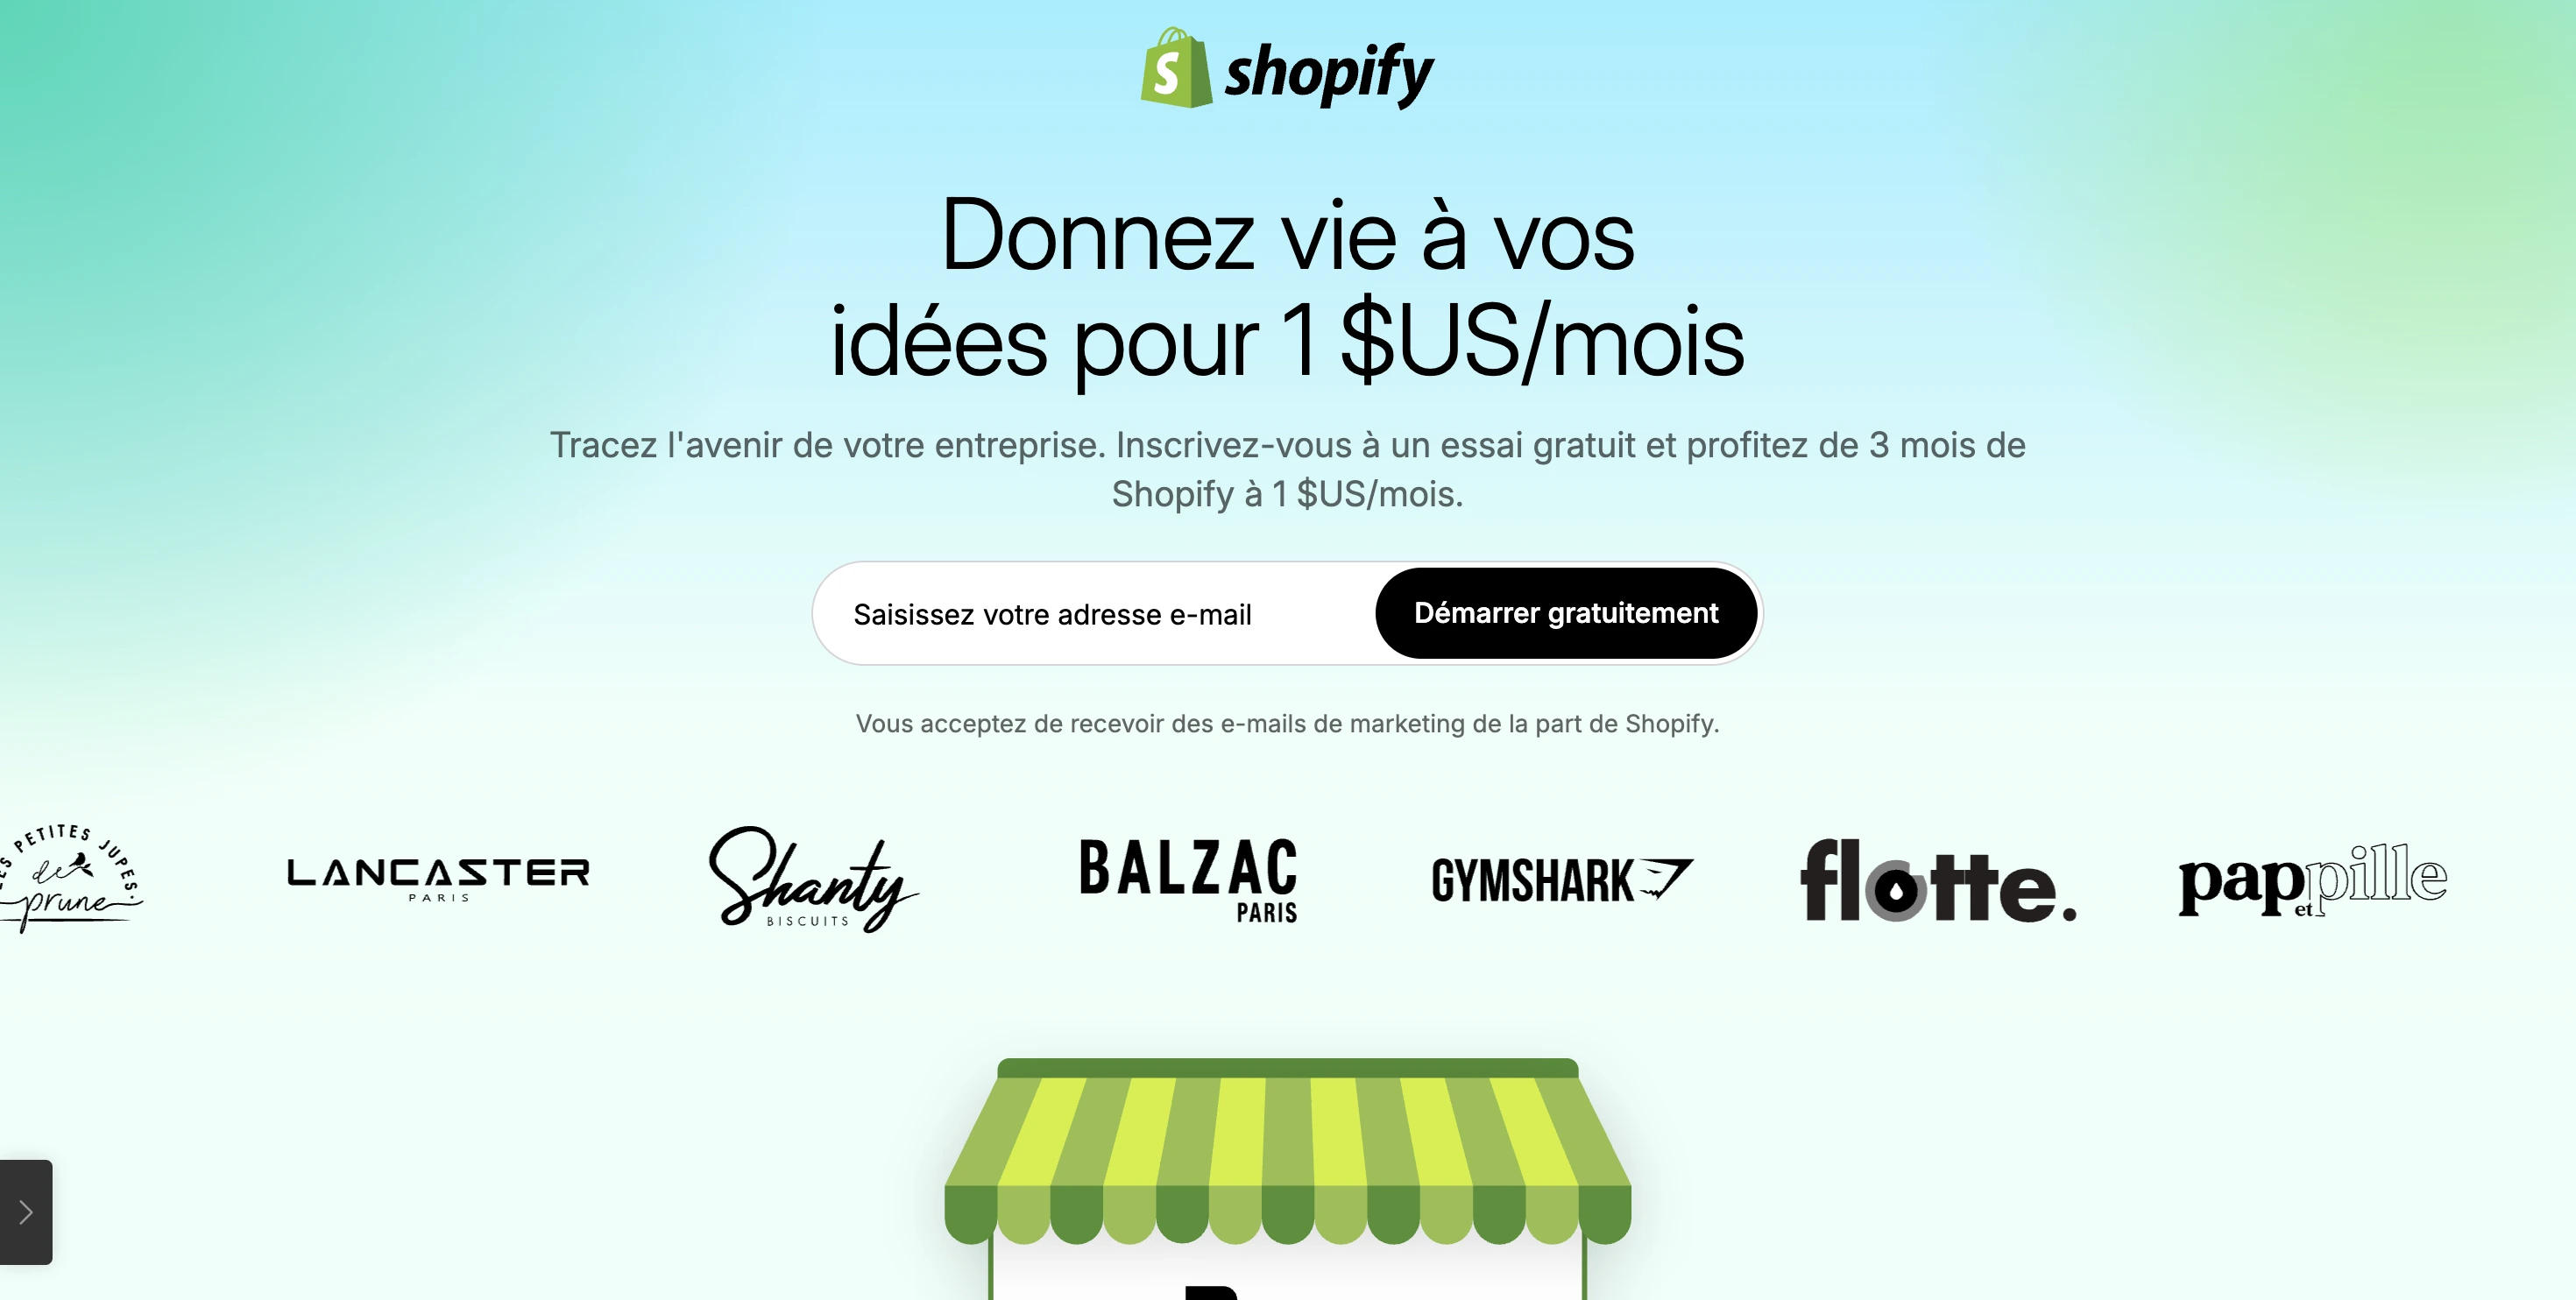 shopify
Donnez vie à vos
idées pour 1 $US/mois
Tracez l'avenir de votre entreprise. Inscrivez-vous à un essai gratuit et profitez de 3 mois de
Shopify à 1 $US/mois.
Saisissez votre adresse e-mail
Démarrer gratuitement
Vous acceptez de recevoir des e-mails de marketing de la part de Shopify.
PETITES JUPES
de
prune
LANCASTER
PARIS
Shanty
BISCUITS
BALZAC
PARIS
GYMSHARK
flotte.
pap et pille